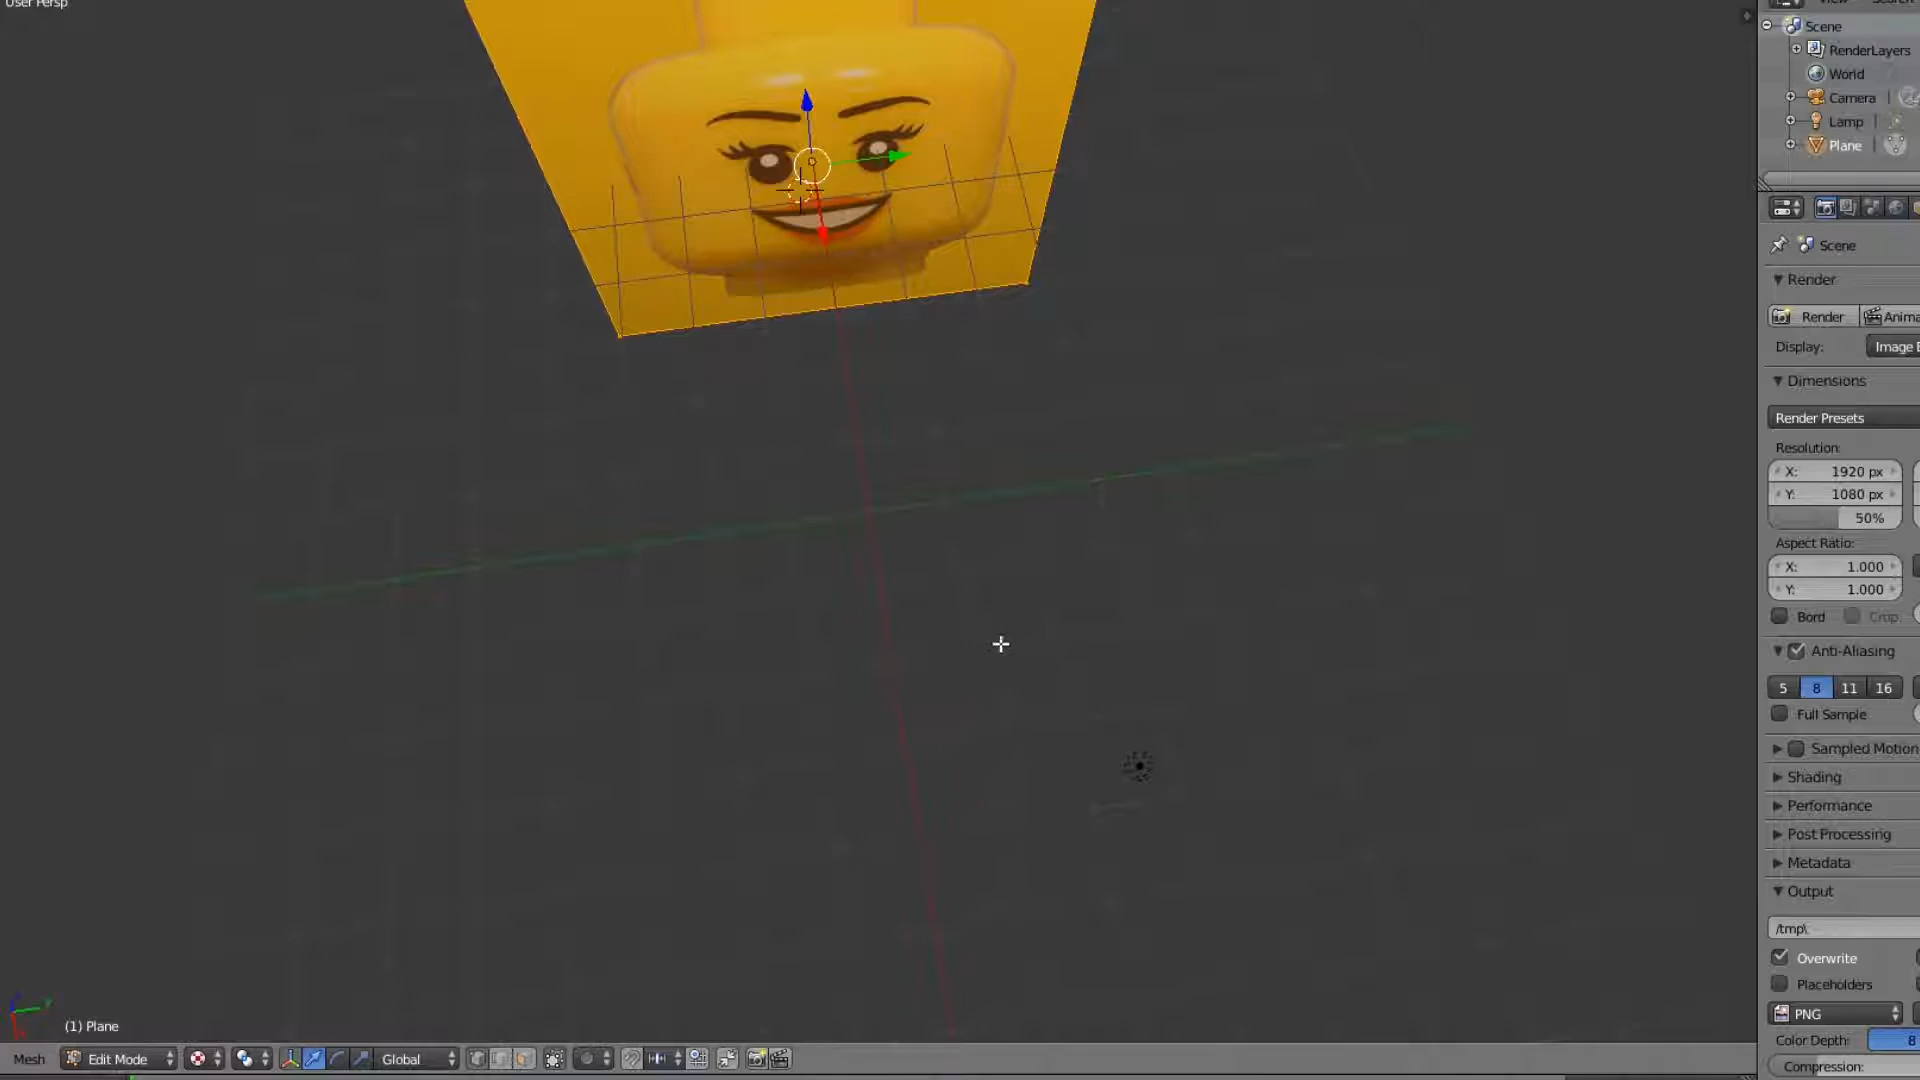 User Persp
View
Search
Scene
RenderLayers
World
Camera
Lamp
Plane
Scene
Render
Render
Anima
Display:
Image E
Dimensions
Render Presets
Resolution:
X: 1920 px
Y: 1080 px
50%
Aspect Ratio:
X: 1.000
Y: 1.000
Bord
Crop
Anti-Aliasing
5 8 11 16
Full Sample
Sampled Motion
Shading
Performance
Post Processing
Metadata
Output
/tmp\
Overwrite
Placeholders
PNG
Color Depth: 8
Compression:
(1) Plane
Mesh
Edit Mode
Global